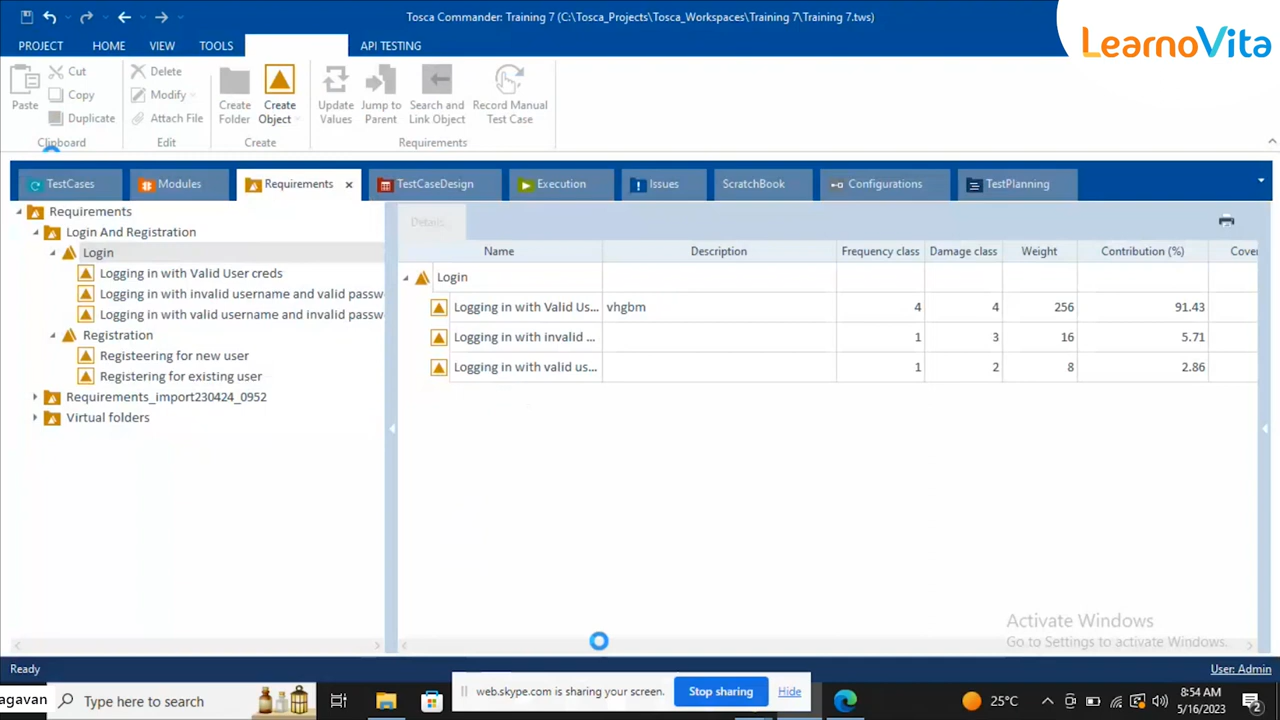 Tosca Commander: Training 7 (C:\Tosca_Projects\Tosca_Workspaces\Training 7\Training 7.tws)
LearnoVita
PROJECT HOME VIEW TOOLS API TESTING
Cut Delete
Paste Copy Modify Create Folder Create Object Update Values Jump to Parent Search and Link Object Record Manual Test Case
Duplicate Attach File
Clipboard Edit Create Requirements
TestCases Modules Requirements × TestCaseDesign Execution Issues ScratchBook Configurations TestPlanning
Requirements
Login And Registration
Login
Logging in with Valid User creds
Logging in with invalid username and valid passw
Logging in with valid username and invalid passw
Registration
Registeering for new user
Registering for existing user
Requirements_import230424_0952
Virtual folders
Details
Name Description Frequency class Damage class Weight Contribution (%) Cover
Login
Logging in with Valid Us... vhgbm 4 4 256 91.43
Logging in with invalid ... 1 3 16 5.71
Logging in with valid us... 1 2 8 2.86
Activate Windows
Go to Settings to activate Windows.
Ready User: Admin
agavan Type here to search web.skype.com is sharing your screen. Stop sharing Hide 25°C 8:54 AM
5/16/2023 2